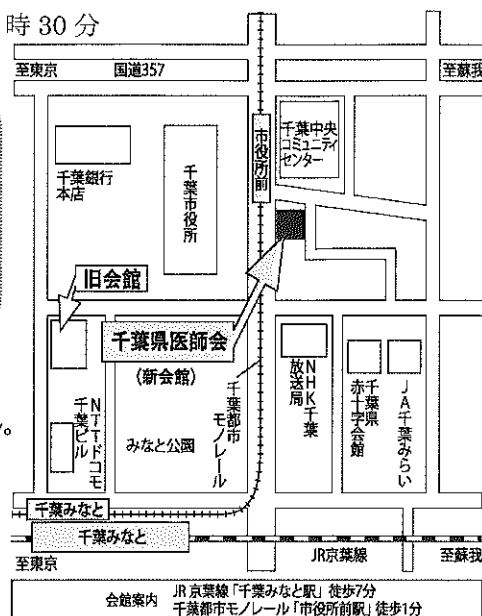 時30分
至東京
国道357
至蘇我
千葉銀行
本店
千葉市役所
市役所前
千葉中央
コミュニティ
センター
旧会館
千葉県医師会
(新会館)
NTTドコモ
千葉ビル
みなと公園
千葉都市
モノレール
NHK千葉
放送局
千葉県
赤十字会館
JA千葉みらい
。
千葉みなと
千葉みなと
至東京
JR京葉線
至蘇我
会館案内
JR京葉線「千葉みなと駅」徒歩7分
千葉都市モノレール「市役所前駅」徒歩1分